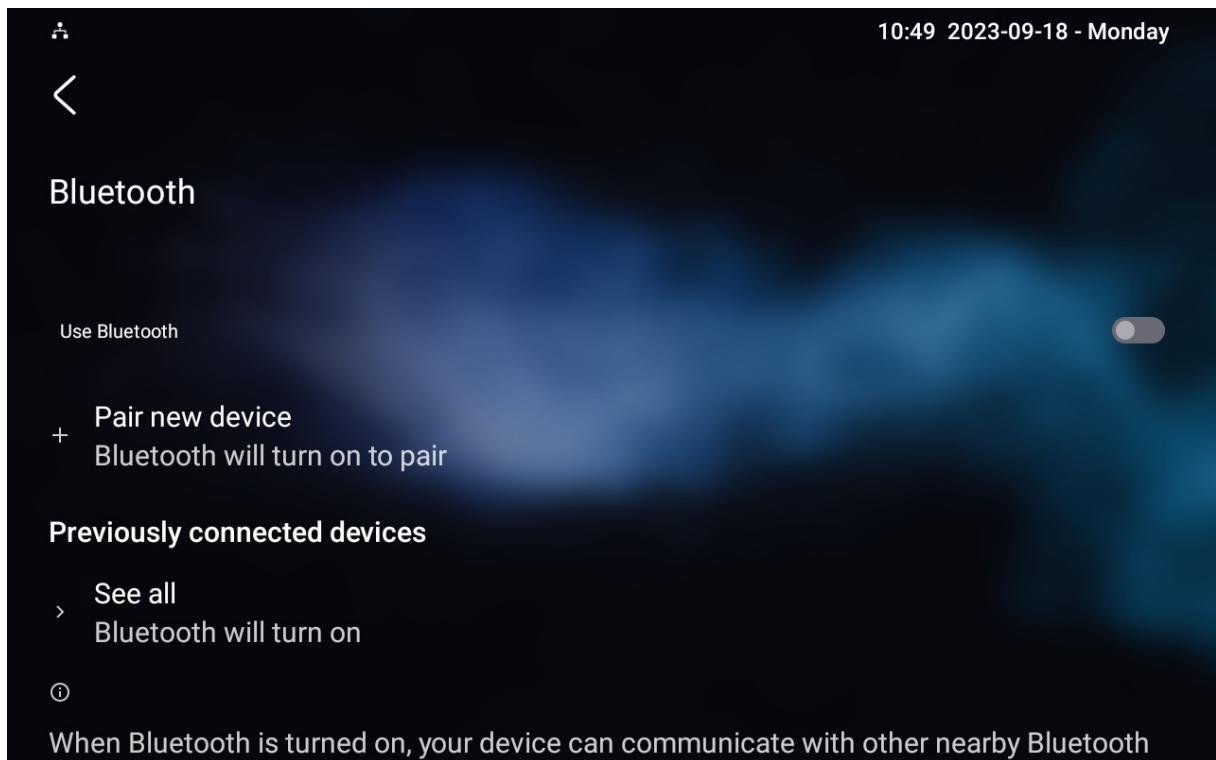 10:49 2023-09-18 - Monday
Bluetooth
Use Bluetooth
Pair new device
Bluetooth will turn on to pair
Previously connected devices
See all
Bluetooth will turn on
When Bluetooth is turned on, your device can communicate with other nearby Bluetooth